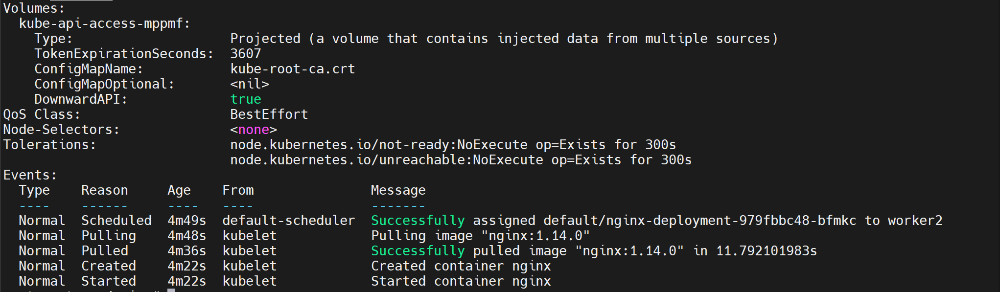 Volumes:
  kube-api-access-mppmf:
    Type:                    Projected (a volume that contains injected data from multiple sources)
    TokenExpirationSeconds:  3607
    ConfigMapName:           kube-root-ca.crt
    ConfigMapOptional:       <nil>
    DownwardAPI:             true
QoS Class:                   BestEffort
Node-Selectors:              <none>
Tolerations:                 node.kubernetes.io/not-ready:NoExecute op=Exists for 300s
                             node.kubernetes.io/unreachable:NoExecute op=Exists for 300s
Events:
  Type    Reason     Age    From               Message
  ----    ------     ----   ----               -------
  Normal  Scheduled  4m49s  default-scheduler  Successfully assigned default/nginx-deployment-979fbbc48-bfmkc to worker2
  Normal  Pulling    4m48s  kubelet            Pulling image "nginx:1.14.0"
  Normal  Pulled     4m36s  kubelet            Successfully pulled image "nginx:1.14.0" in 11.792101983s
  Normal  Created    4m22s  kubelet            Created container nginx
  Normal  Started    4m22s  kubelet            Started container nginx